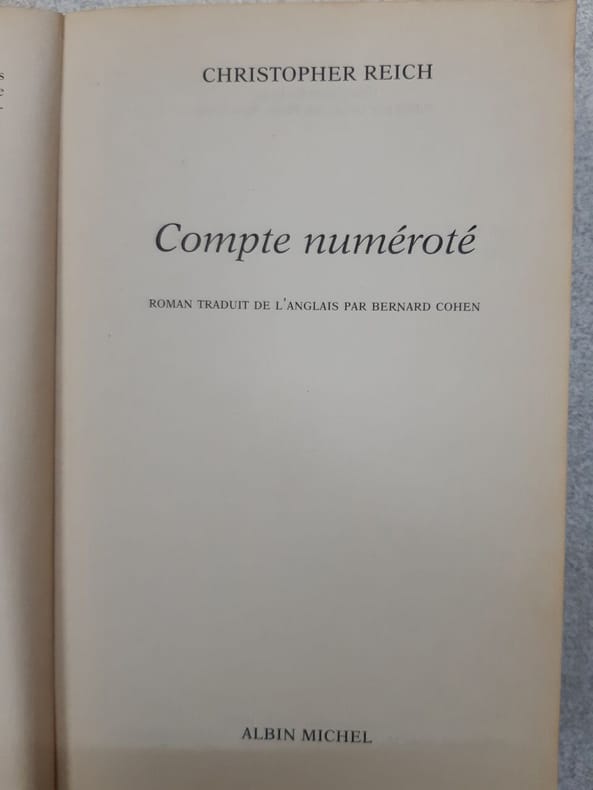 CHRISTOPHER REICH
Compte numéroté
ROMAN TRADUIT DE L'ANGLAIS PAR BERNARD COHEN
ALBIN MICHEL